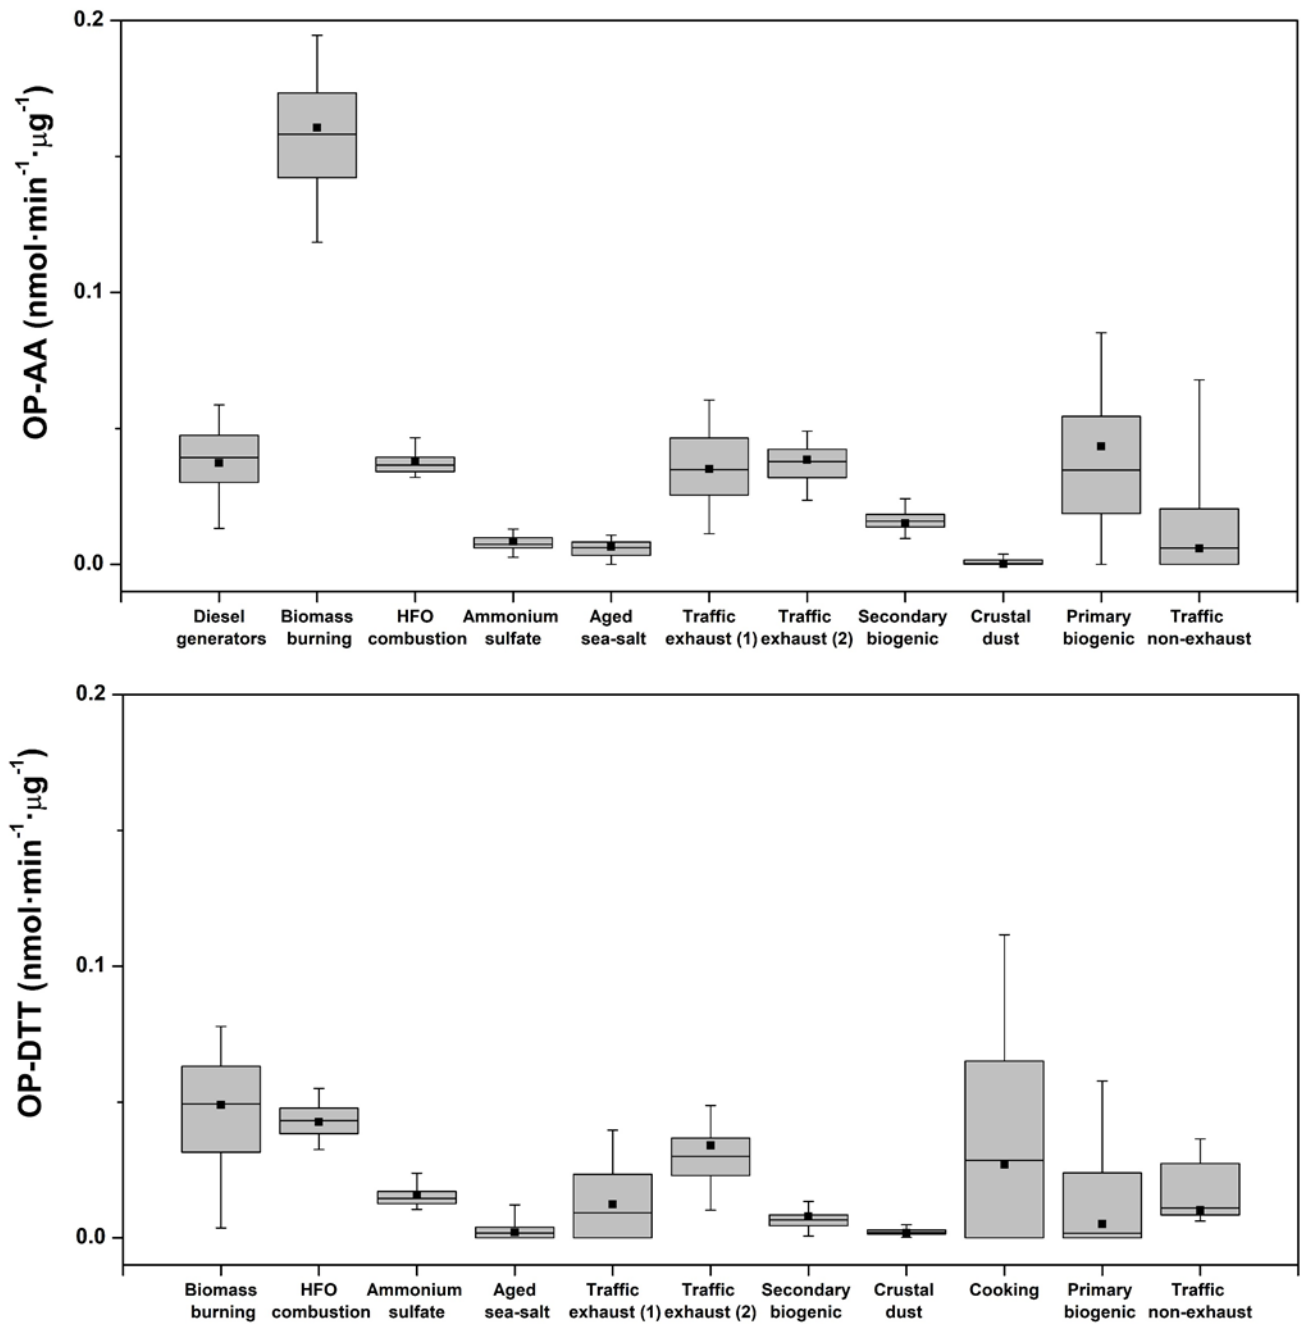 OP-AA (nmol·min⁻¹·µg⁻¹)
0.2
0.1
0.0
Diesel generators
Biomass burning
HFO combustion
Ammonium sulfate
Aged sea-salt
Traffic exhaust (1)
Traffic exhaust (2)
Secondary biogenic
Crustal dust
Primary biogenic
Traffic non-exhaust
OP-DTT (nmol·min⁻¹·µg⁻¹)
0.2
0.1
0.0
Biomass burning
HFO combustion
Ammonium sulfate
Aged sea-salt
Traffic exhaust (1)
Traffic exhaust (2)
Secondary biogenic
Crustal dust
Cooking
Primary biogenic
Traffic non-exhaust